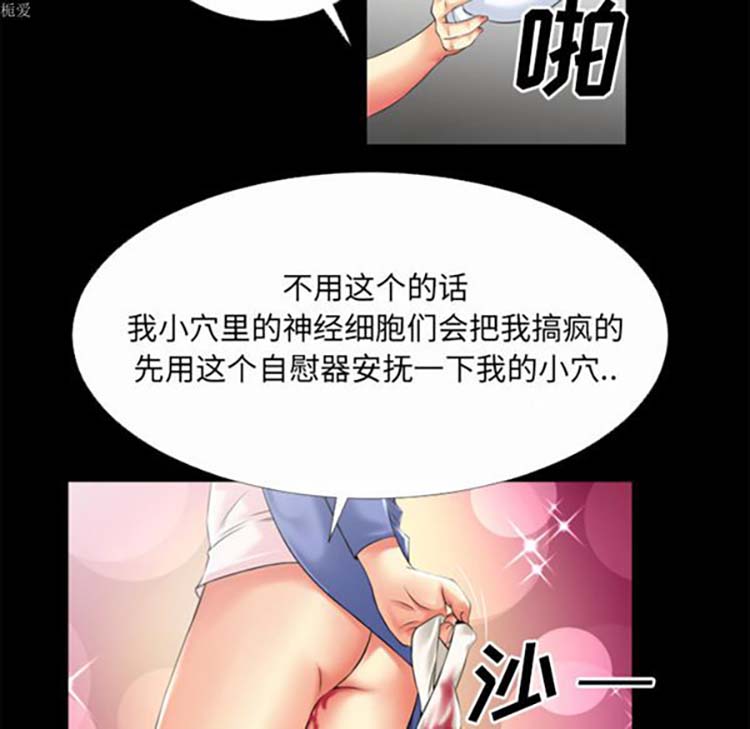 栀爱
啪
不用这个的话
我小穴里的神经细胞们会把我搞疯的
先用这个自慰器安抚一下我的小穴..
沙—